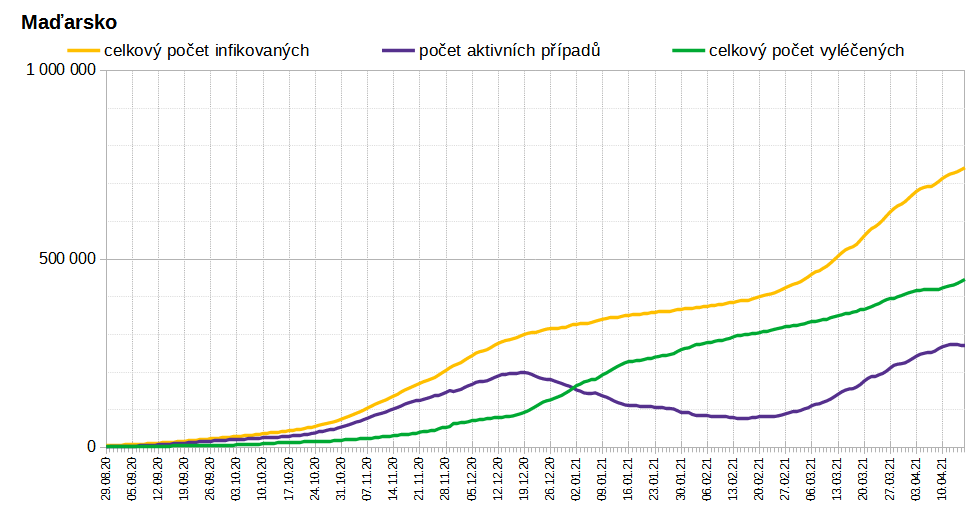 Maďarsko
celkový počet infikovaných počet aktivních případů celkový počet vyléčených
1 000 000
500 000
0
29.08.20 05.09.20 12.09.20 19.09.20 26.09.20 03.10.20 10.10.20 17.10.20 24.10.20 31.10.20 07.11.20 14.11.20 21.11.20 28.11.20 05.12.20 12.12.20 19.12.20 26.12.20 02.01.21 09.01.21 16.01.21 23.01.21 30.01.21 06.02.21 13.02.21 20.02.21 27.02.21 06.03.21 13.03.21 20.03.21 27.03.21 03.04.21 10.04.21